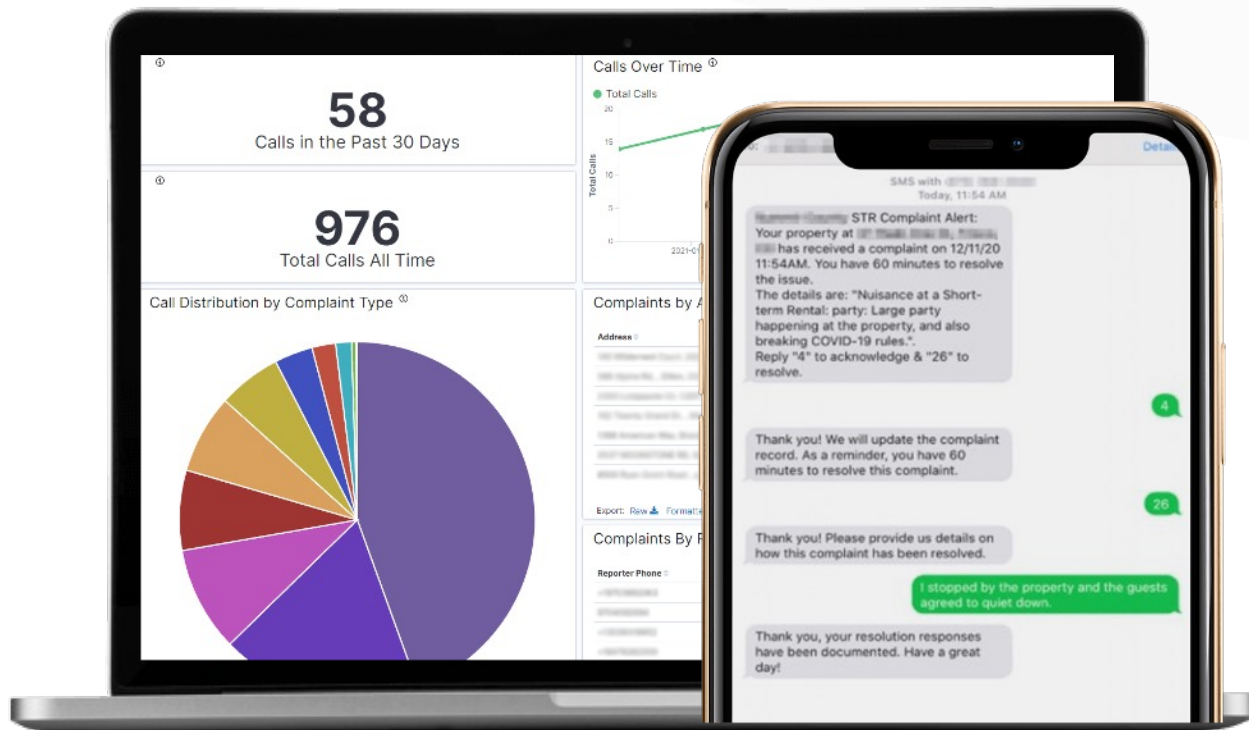 58
Calls in the Past 30 Days
976
Total Calls All Time
Call Distribution by Complaint Type
Calls Over Time
Total Calls
20
15
10
5
0
Total Calls
2021-01
Complaints by A
Address
Export: Raw Formatte
Complaints By R
Reporter Phone
Detail
SMS with
Today, 11:54 AM
STR Complaint Alert:
Your property at
has received a complaint on 12/11/20
11:54AM. You have 60 minutes to resolve
the issue.
The details are: "Nuisance at a Short-
term Rental: party: Large party
happening at the property, and also
breaking COVID-19 rules.".
Reply "4" to acknowledge & "26" to
resolve.
4
Thank you! We will update the complaint
record. As a reminder, you have 60
minutes to resolve this complaint.
26
Thank you! Please provide us details on
how this complaint has been resolved.
I stopped by the property and the guests
agreed to quiet down.
Thank you, your resolution responses
have been documented. Have a great
day!